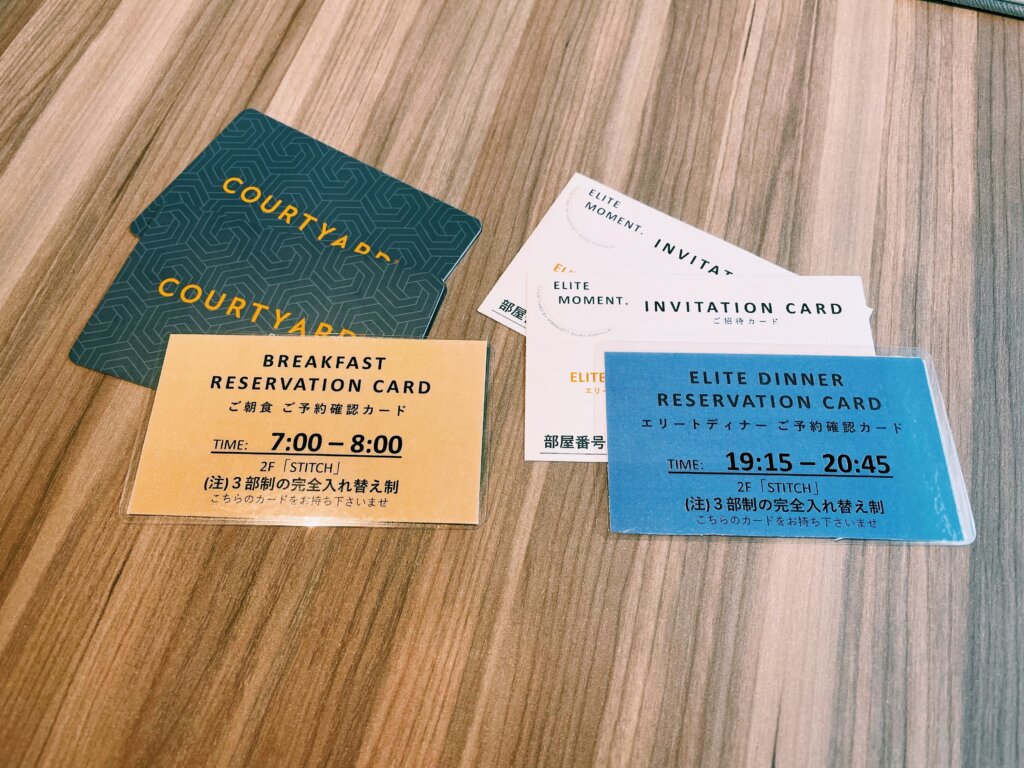 COURTYARD
COURTYARD
BREAKFAST
RESERVATION CARD
ご朝食 ご予約確認カード
TIME: 7:00 – 8:00
2F「STITCH」
(注)３部制の完全入れ替え制
こちらのカードをお持ち下さいませ
ELITE
MOMENT.
ELITE
MOMENT.
INVITATION CARD
ご招待カード
ELITE
部屋番号
ELITE DINNER
RESERVATION CARD
エリートディナー ご予約確認カード
TIME: 19:15 – 20:45
2F「STITCH」
(注)３部制の完全入れ替え制
こちらのカードをお持ち下さいませ